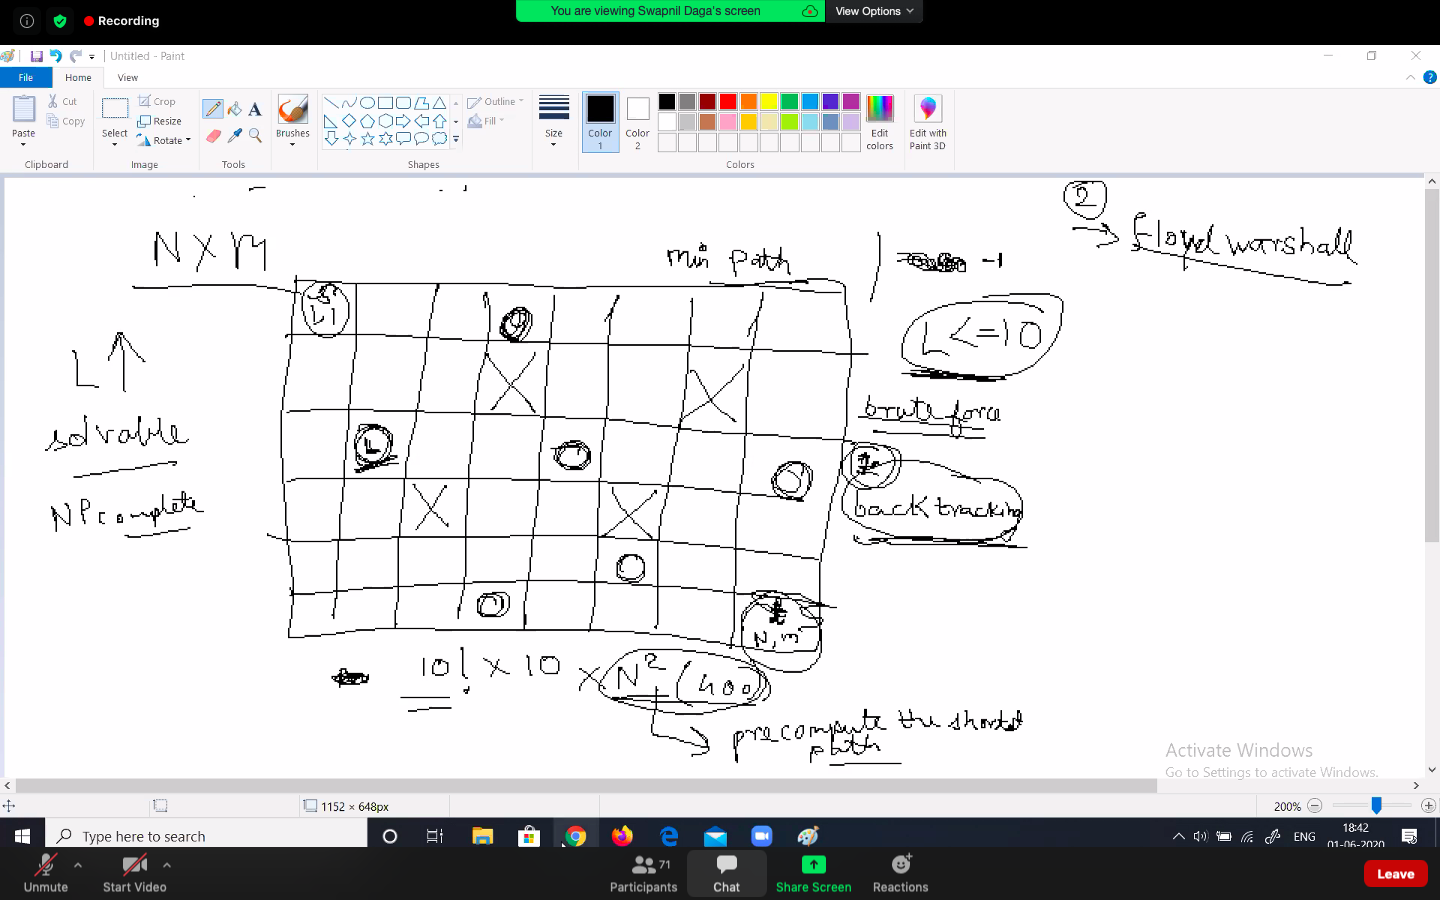 Recording
You are viewing Swapnil Daga's screen
View Options
Untitled - Paint
File
Home
View
Paste
Cut
Copy
Clipboard
Select
Crop
Resize
Rotate
Image
A
Tools
Brushes
Shapes
Outline
Fill
Size
Color 1
Color 2
Colors
Edit colors
Edit with Paint 3D
2
Floyd warshall
N X M
min path
-1
L1
L <= 10
L
solvable
brute force
L
NP complete
back tracking
t
N, m
10! x 10 x N² (400)
precompute the shortest
path
Activate Windows
Go to Settings to activate Windows.
1152 × 648px
200%
Type here to search
ENG
18:42
01-06-2020
Unmute
Start Video
71
Participants
Chat
Share Screen
Reactions
Leave